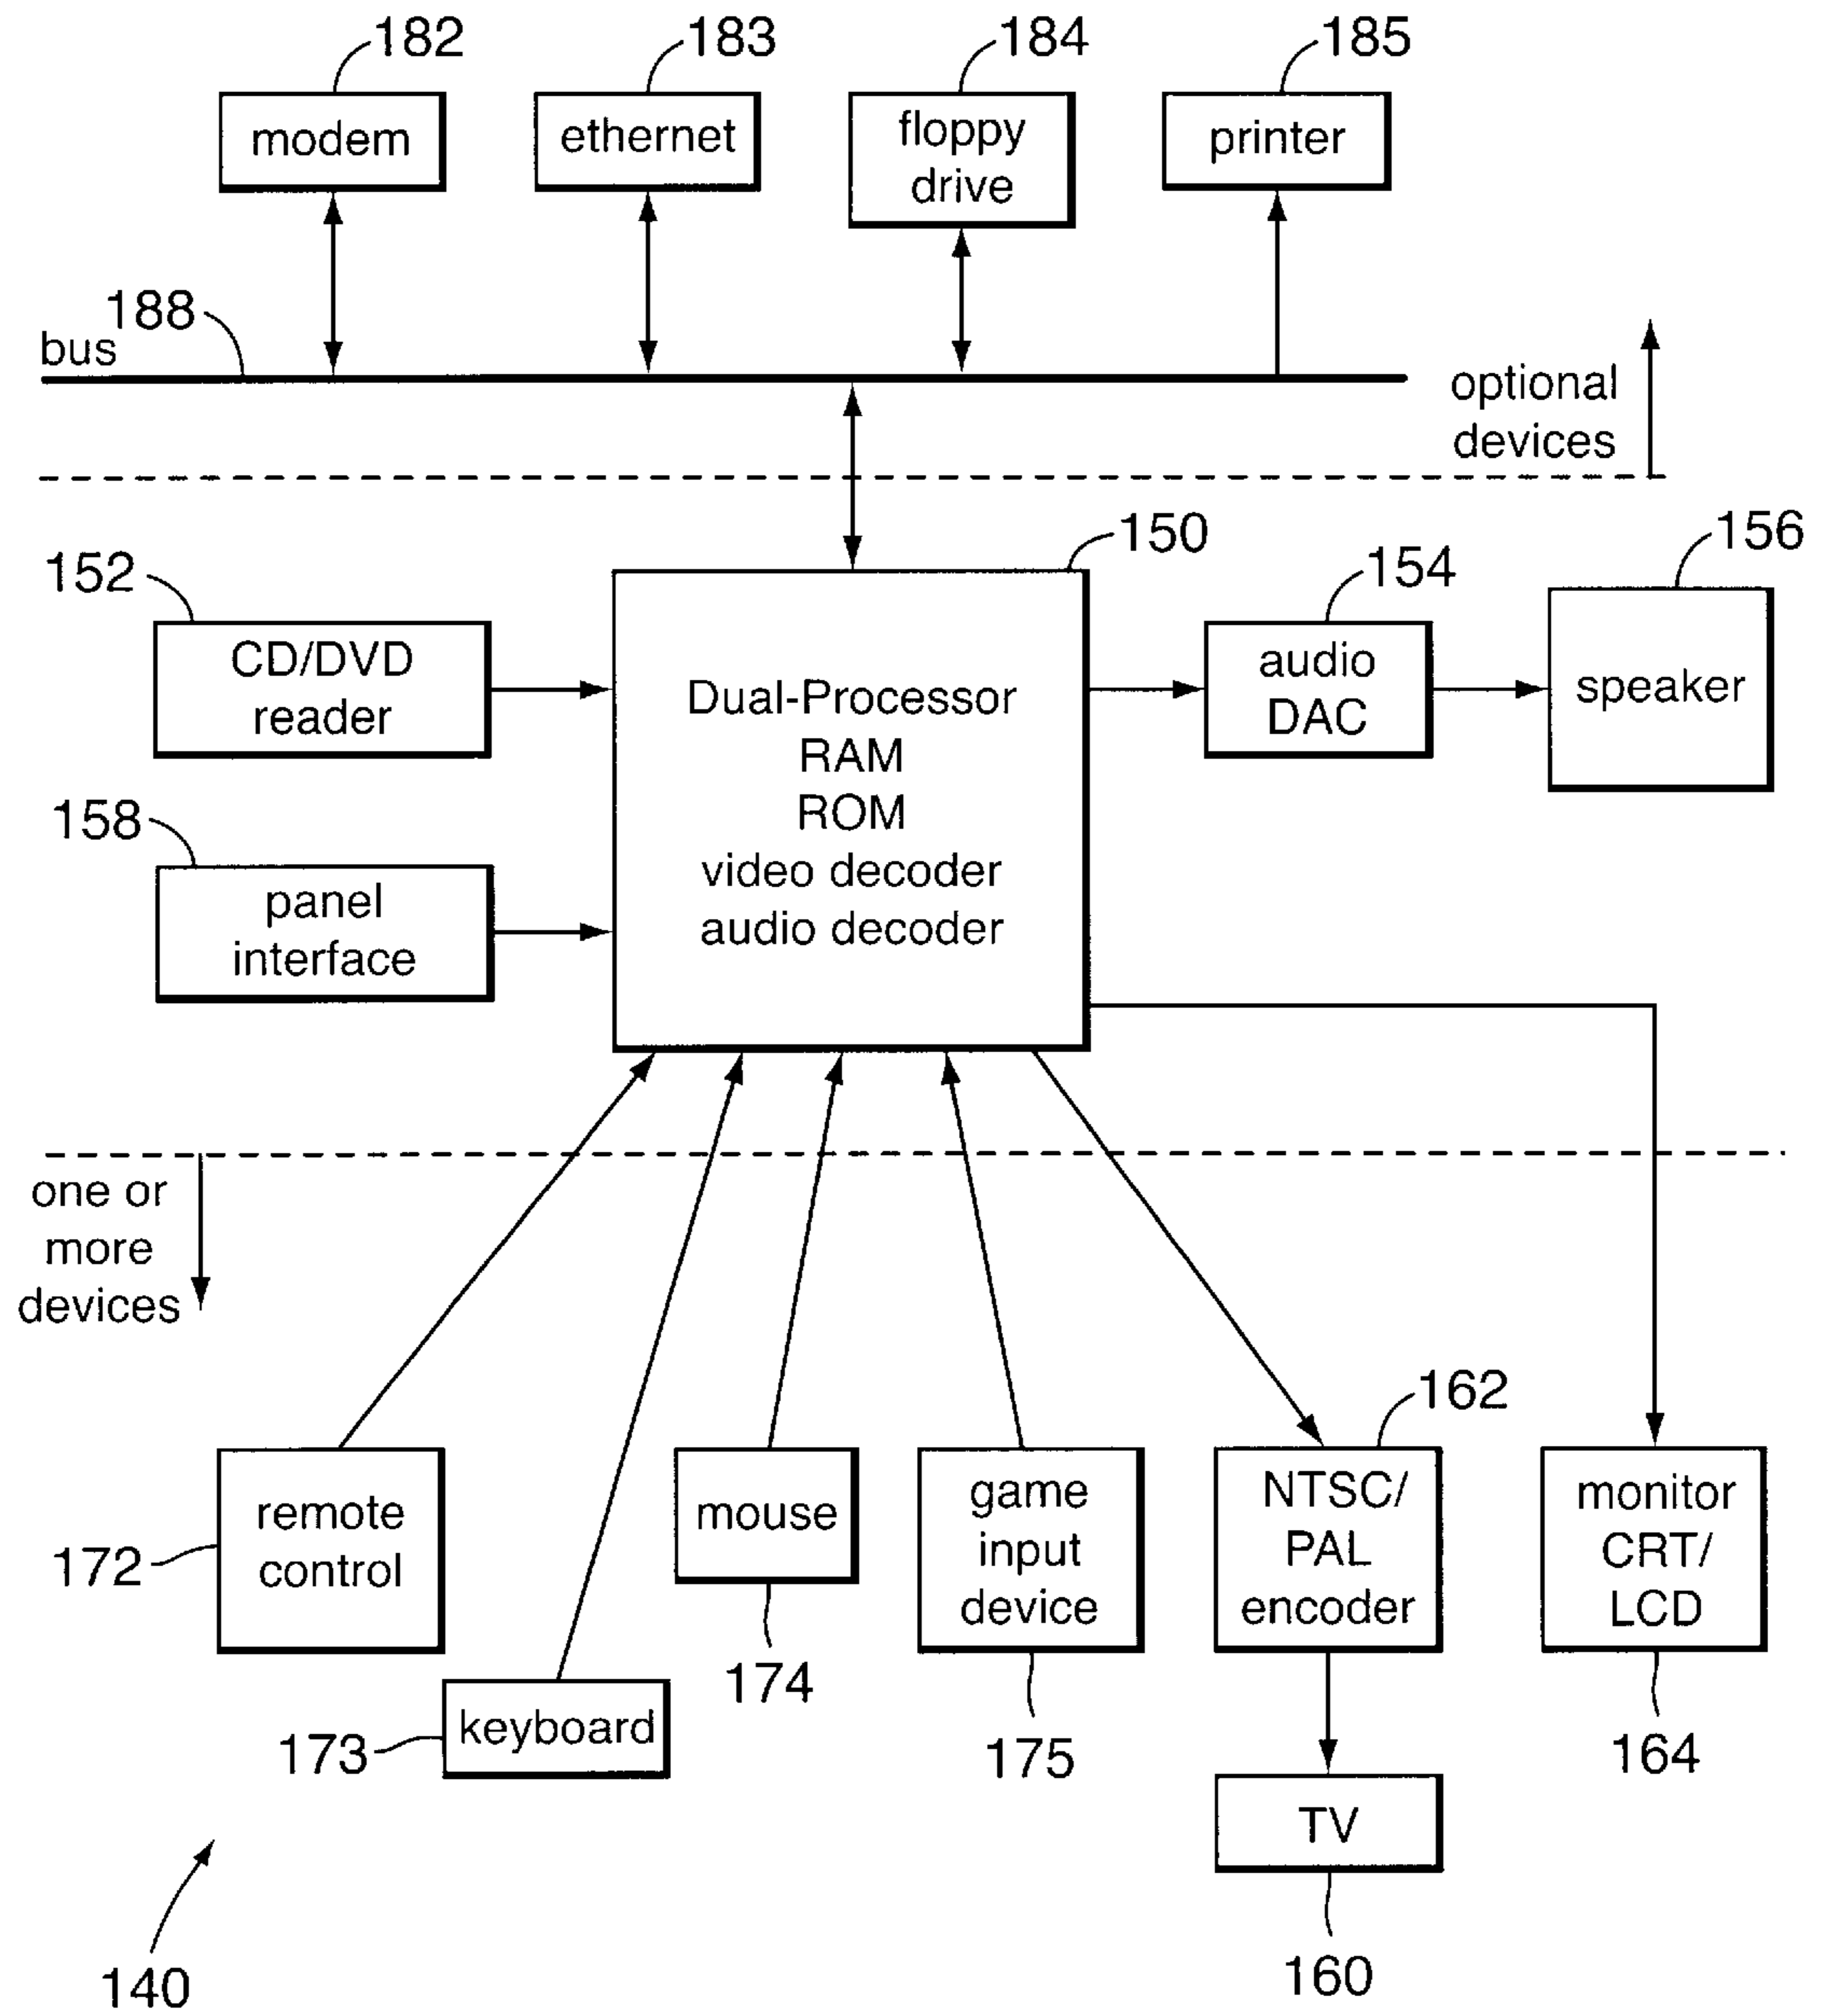 182
183
184
185
modem
ethernet
floppy
drive
printer
188
bus
optional
devices
150
152
154
156
CD/DVD
reader
Dual-Processor
RAM
ROM
video decoder
audio decoder
audio
DAC
speaker
158
panel
interface
one or
more
devices
162
remote
control
172
mouse
174
game
input
device
175
NTSC/
PAL
encoder
monitor
CRT/
LCD
164
keyboard
173
TV
160
140